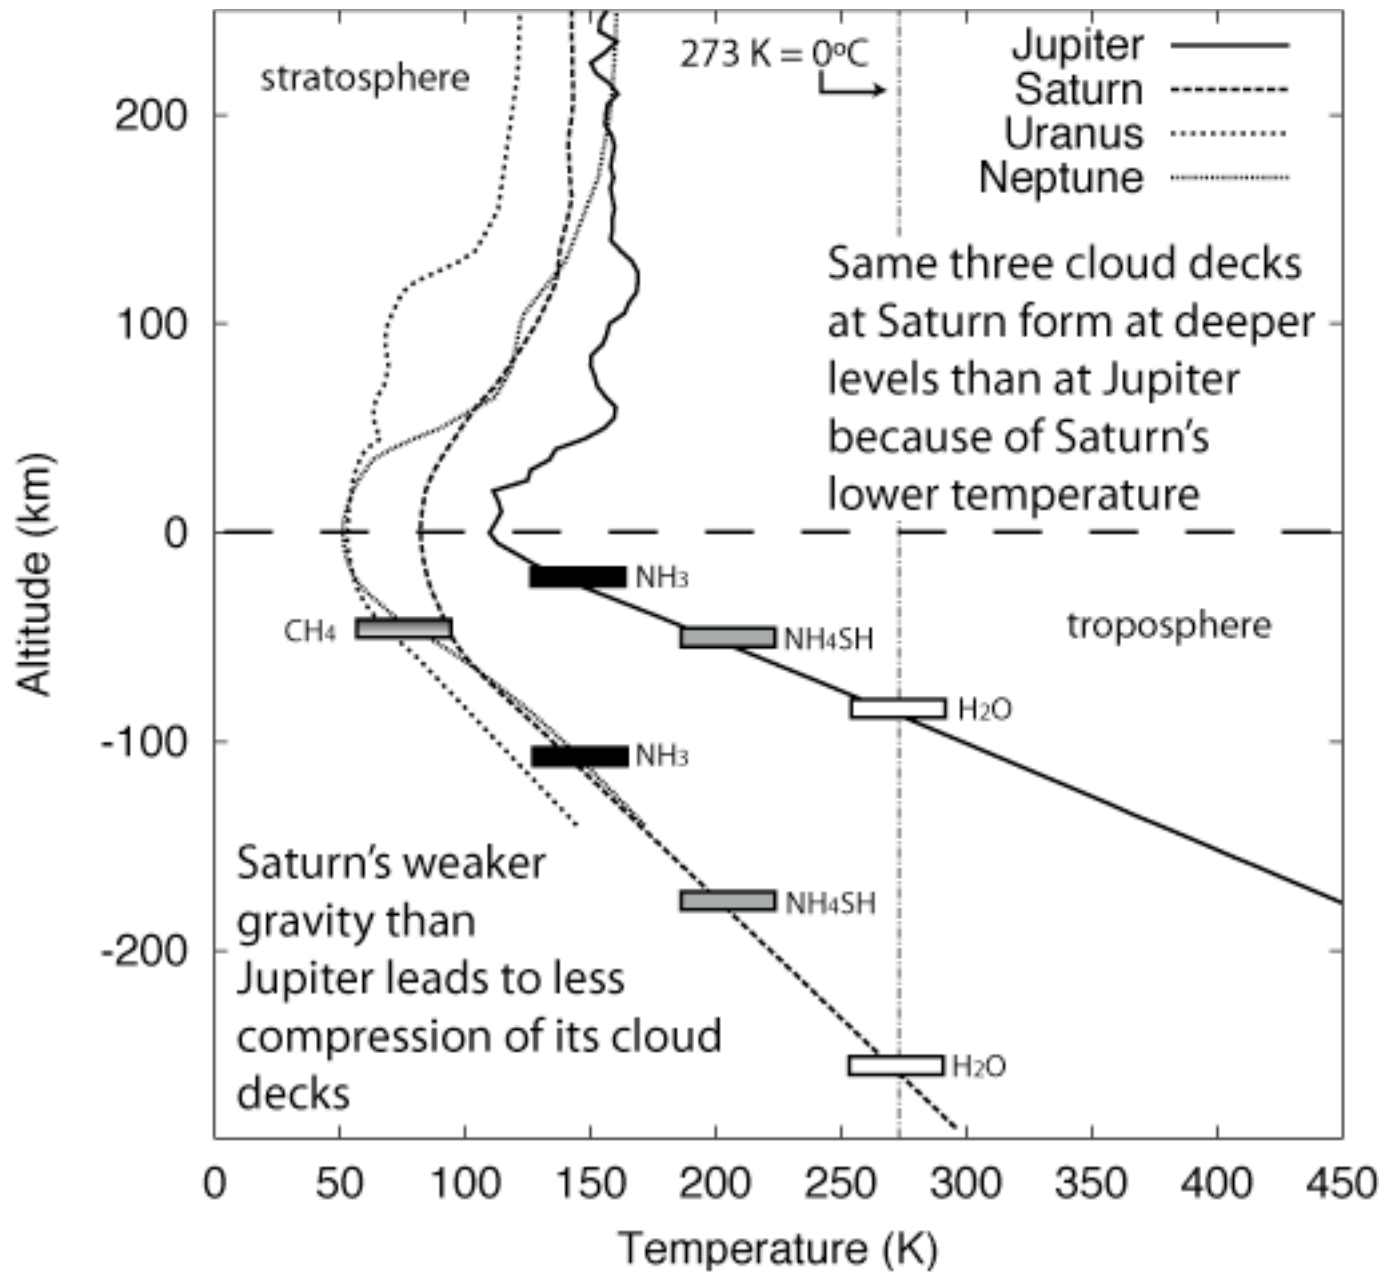 273 K = 0ºC
stratosphere
Jupiter
Saturn
Uranus
Neptune
200
Same three cloud decks
at Saturn form at deeper
levels than at Jupiter
because of Saturn's
lower temperature
100
Altitude (km)
0
NH3
CH4
NH4SH
troposphere
H2O
-100
NH3
Saturn's weaker
gravity than
Jupiter leads to less
compression of its cloud
decks
NH4SH
-200
H2O
0 50 100 150 200 250 300 350 400 450
Temperature (K)